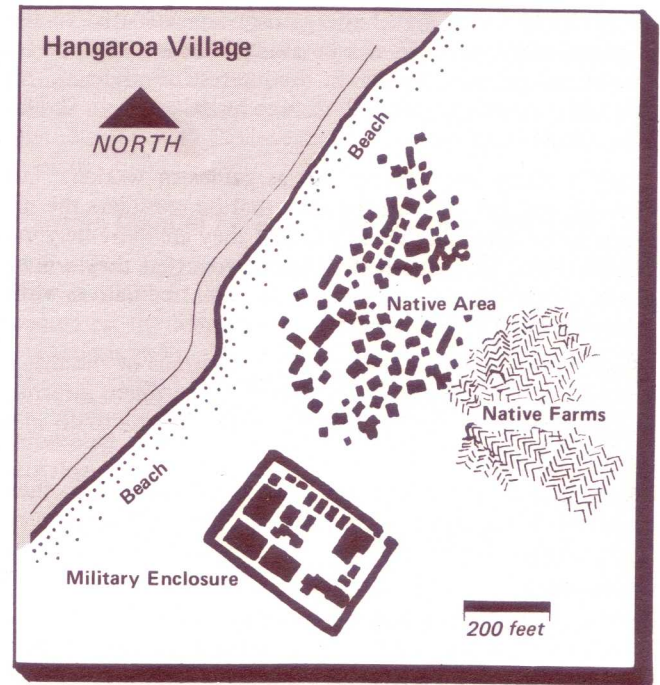 Hangaroa Village
NORTH
Beach
Native Area
Native Farms
Beach
Military Enclosure
200 feet